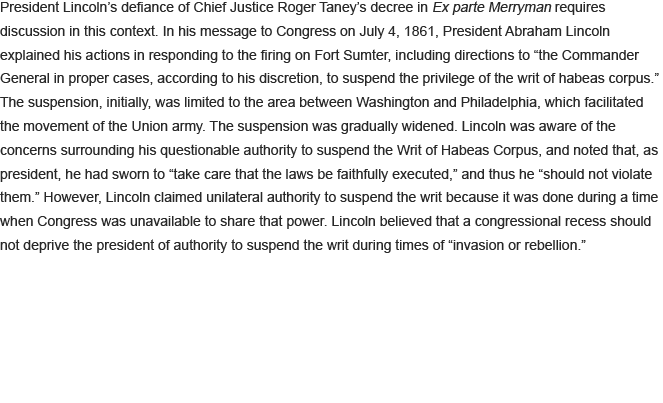 President Lincoln’s defiance of Chief Justice Roger Taney’s decree in Ex parte Merryman requires
discussion in this context. In his message to Congress on July 4, 1861, President Abraham Lincoln
explained his actions in responding to the firing on Fort Sumter, including directions to “the Commander
General in proper cases, according to his discretion, to suspend the privilege of the writ of habeas corpus.”
The suspension, initially, was limited to the area between Washington and Philadelphia, which facilitated
the movement of the Union army. The suspension was gradually widened. Lincoln was aware of the
concerns surrounding his questionable authority to suspend the Writ of Habeas Corpus, and noted that, as
president, he had sworn to “take care that the laws be faithfully executed,” and thus he “should not violate
them.” However, Lincoln claimed unilateral authority to suspend the writ because it was done during a time
when Congress was unavailable to share that power. Lincoln believed that a congressional recess should
not deprive the president of authority to suspend the writ during times of “invasion or rebellion.”